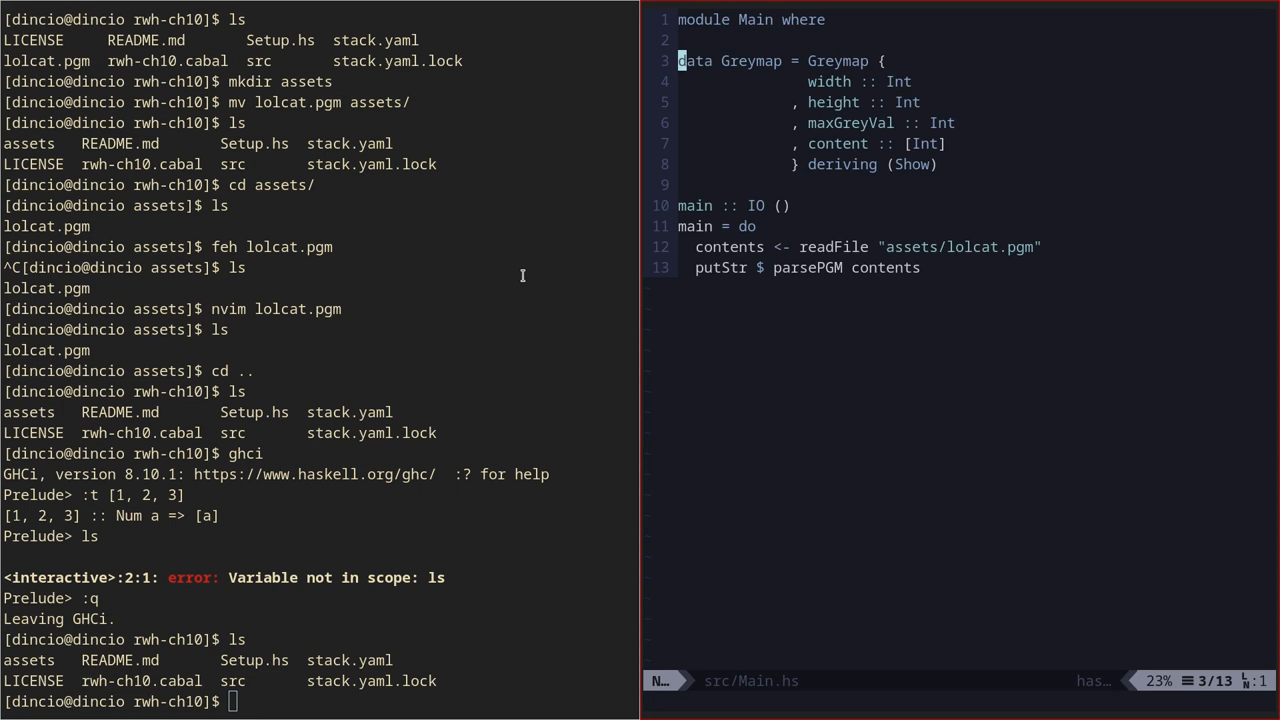 [dincio@dincio rwh-ch10]$ ls
LICENSE     README.md     Setup.hs  stack.yaml
lolcat.pgm  rwh-ch10.cabal  src       stack.yaml.lock
[dincio@dincio rwh-ch10]$ mkdir assets
[dincio@dincio rwh-ch10]$ mv lolcat.pgm assets/
[dincio@dincio rwh-ch10]$ ls
assets   README.md       Setup.hs  stack.yaml
LICENSE  rwh-ch10.cabal  src       stack.yaml.lock
[dincio@dincio rwh-ch10]$ cd assets/
[dincio@dincio assets]$ ls
lolcat.pgm
[dincio@dincio assets]$ feh lolcat.pgm
^C[dincio@dincio assets]$ ls
lolcat.pgm
[dincio@dincio assets]$ nvim lolcat.pgm
[dincio@dincio assets]$ ls
lolcat.pgm
[dincio@dincio assets]$ cd ..
[dincio@dincio rwh-ch10]$ ls
assets   README.md       Setup.hs  stack.yaml
LICENSE  rwh-ch10.cabal  src       stack.yaml.lock
[dincio@dincio rwh-ch10]$ ghci
GHCi, version 8.10.1: https://www.haskell.org/ghc/  :? for help
Prelude> :t [1, 2, 3]
[1, 2, 3] :: Num a => [a]
Prelude> ls
<interactive>:2:1: error: Variable not in scope: ls
Prelude> :q
Leaving GHCi.
[dincio@dincio rwh-ch10]$ ls
assets   README.md       Setup.hs  stack.yaml
LICENSE  rwh-ch10.cabal  src       stack.yaml.lock
[dincio@dincio rwh-ch10]$
1 module Main where
2
3 data Greymap = Greymap {
4                width :: Int
5              , height :: Int
6              , maxGreyVal :: Int
7              , content :: [Int]
8              } deriving (Show)
9
10 main :: IO ()
11 main = do
12   contents <- readFile "assets/lolcat.pgm"
13   putStr $ parsePGM contents
N… src/Main.hs has… 23% ☰ 3/13 LN :1